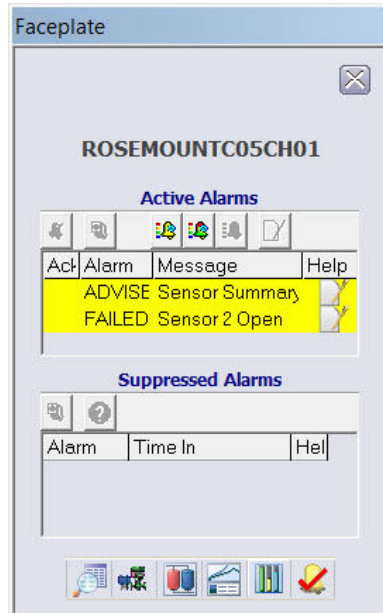 Faceplate
ROSEMOUNTC05CH01
Active Alarms
Ack Alarm Message Help
ADVISE Sensor Summary
FAILED Sensor 2 Open
Suppressed Alarms
Alarm Time In Hel